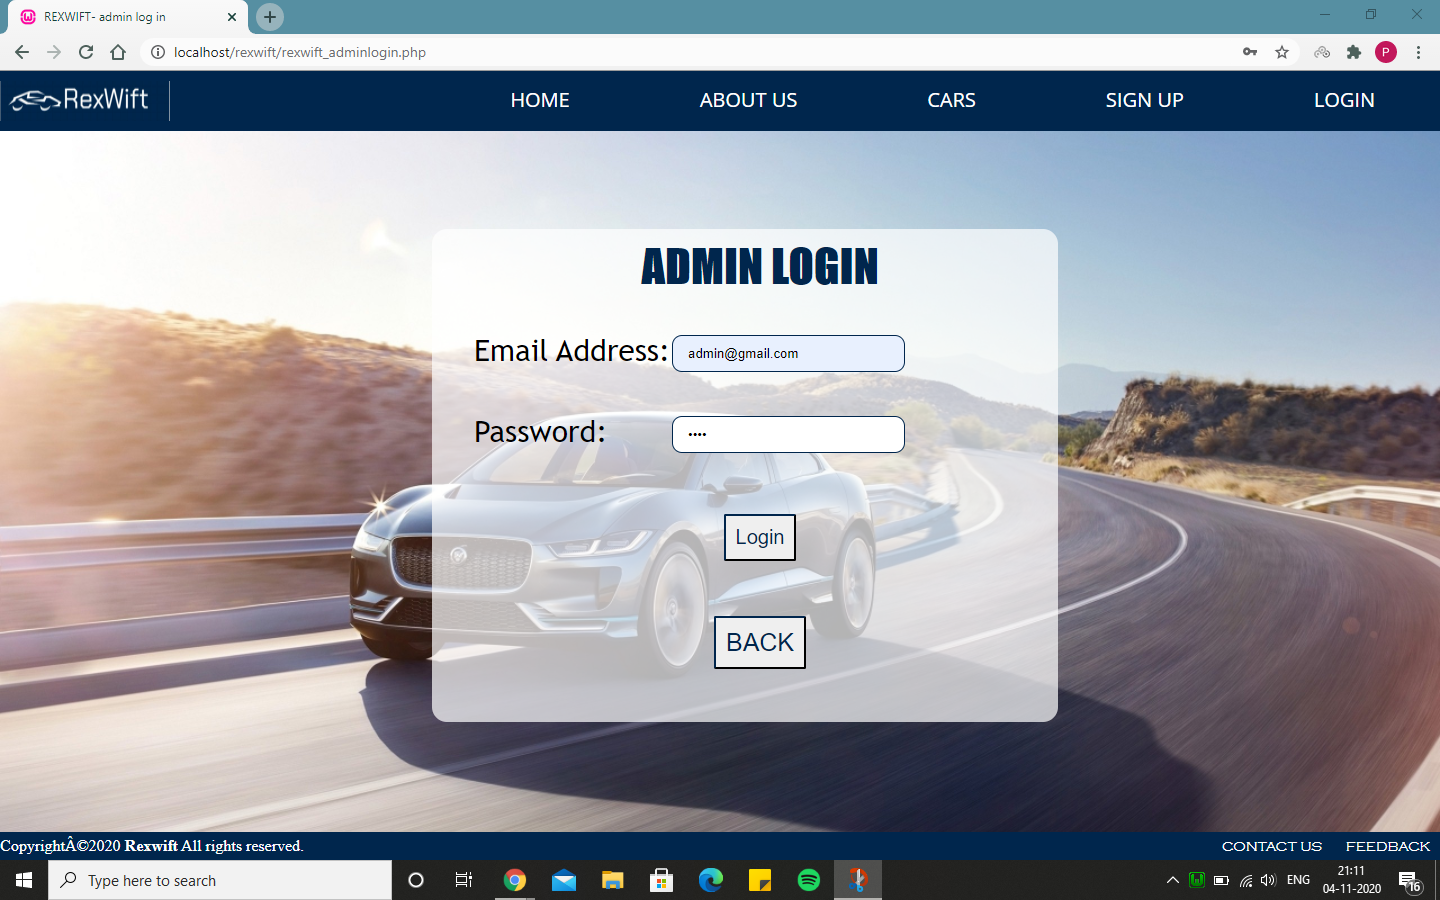 REXWIFT- admin log in
localhost/rexwift/rexwift_adminlogin.php
P
RexWift
HOME
ABOUT US
CARS
SIGN UP
LOGIN
ADMIN LOGIN
Email Address:
admin@gmail.com
Password:
••••
Login
BACK
CopyrightÂ©2020 Rexwift All rights reserved.
CONTACT US
FEEDBACK
Type here to search
ENG
21:11
04-11-2020
16